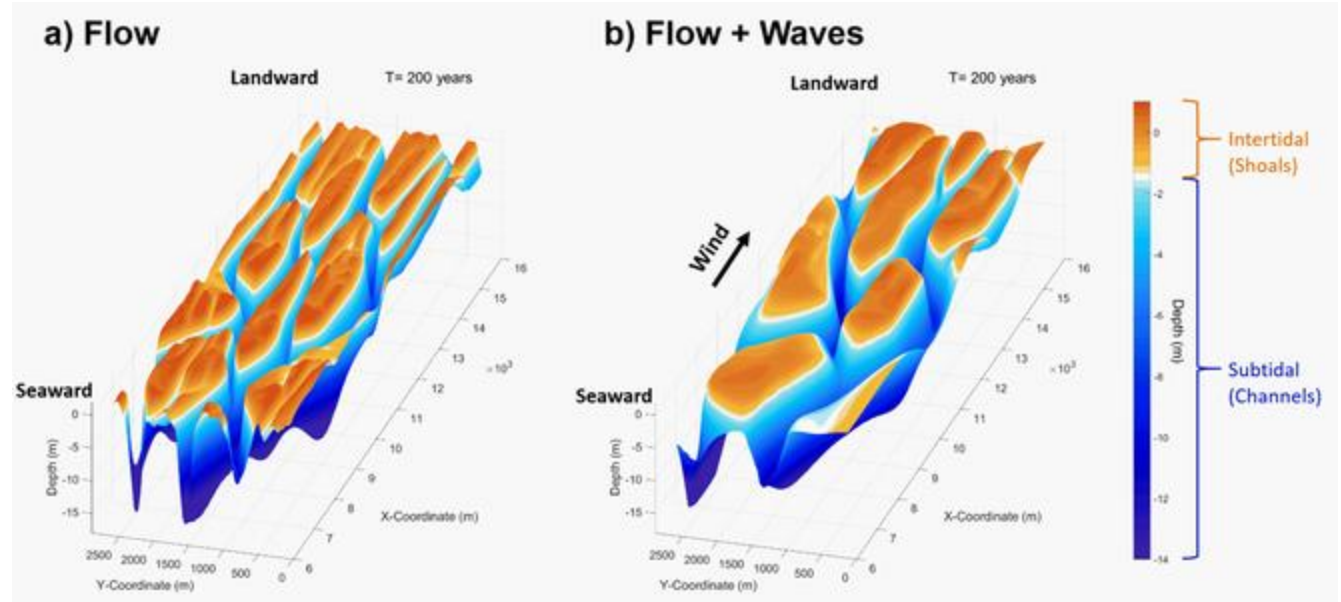 a) Flow
Landward
T= 200 years
Seaward
0
-5
-10
-15
Depth (m)
2500
2000
1500
1000
500
0
Y-Coordinate (m)
6
7
8
9
10
11
12
13
14
15
16
×10³
X-Coordinate (m)
b) Flow + Waves
Landward
T= 200 years
Wind
Seaward
0
-5
-10
-15
Depth (m)
2500
2000
1500
1000
500
0
Y-Coordinate (m)
6
7
8
9
10
11
12
13
14
15
16
×10³
X-Coordinate (m)
0
-2
-4
-6
-8
-10
-12
-14
Depth (m)
Intertidal
(Shoals)
Subtidal
(Channels)